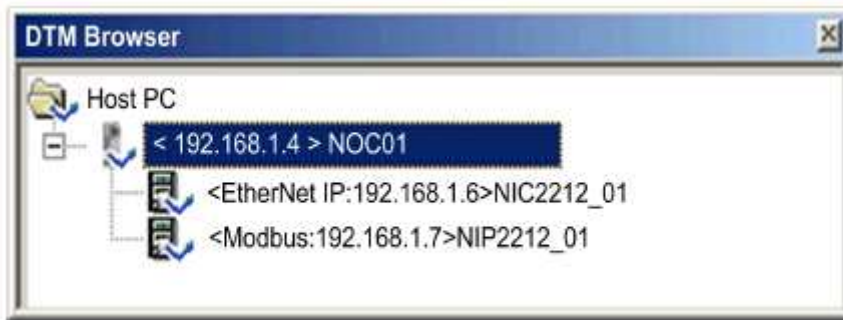 DTM Browser
Host PC
< 192.168.1.4 > NOC01
<EtherNet IP:192.168.1.6>NIC2212_01
<Modbus:192.168.1.7>NIP2212_01